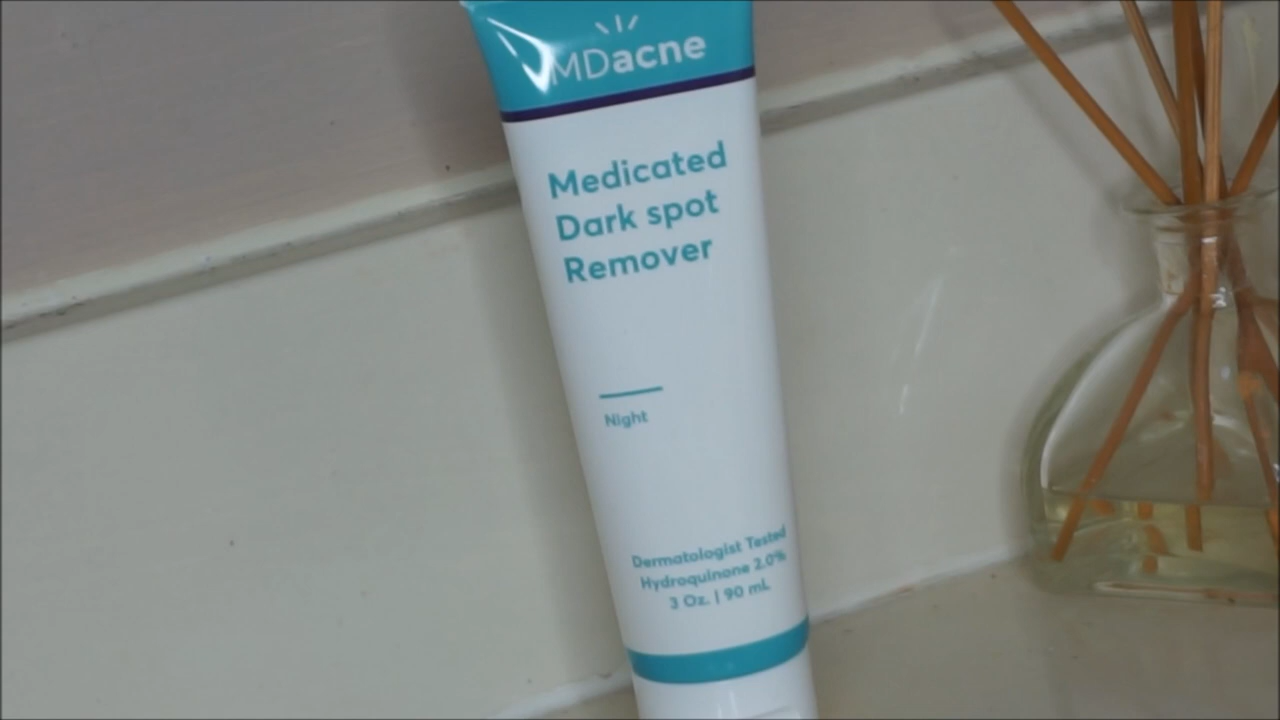 MDacne
Medicated
Dark spot
Remover
Night
Dermatologist Tested
Hydroquinone 2.0%
3 Oz. | 90 mL